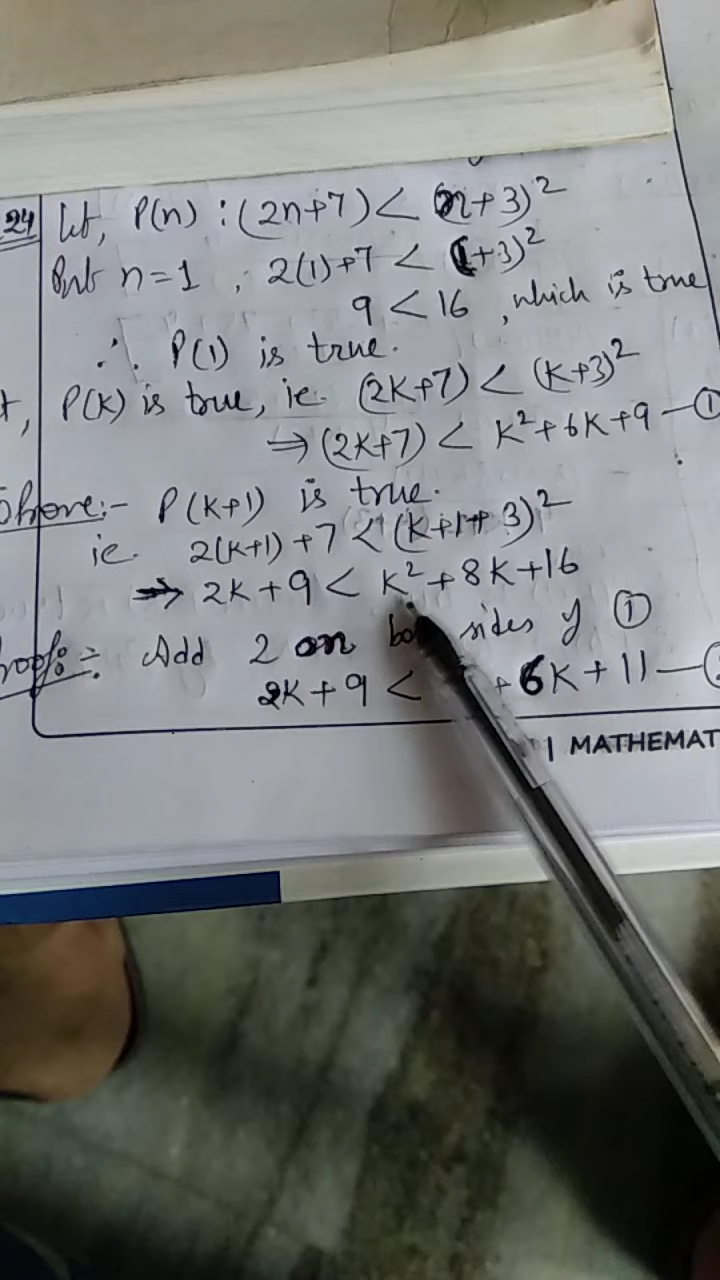 24 let, P(n) : (2n+7) < (n+3)²
Put n=1 , 2(1)+7 < (1+3)²
9 < 16 , which is true
∴ P(1) is true.
P(K) is true, ie. (2K+7) < (K+3)²
⇒ (2K+7) < K²+6K+9 — ①
P(K+1) is true.
ie. 2(K+1)+7 < (K+1+3)²
⇒ 2K+9 < K²+8K+16
Add 2 on sides of ①
2K+9 < +6K+11 —
MATHEMAT